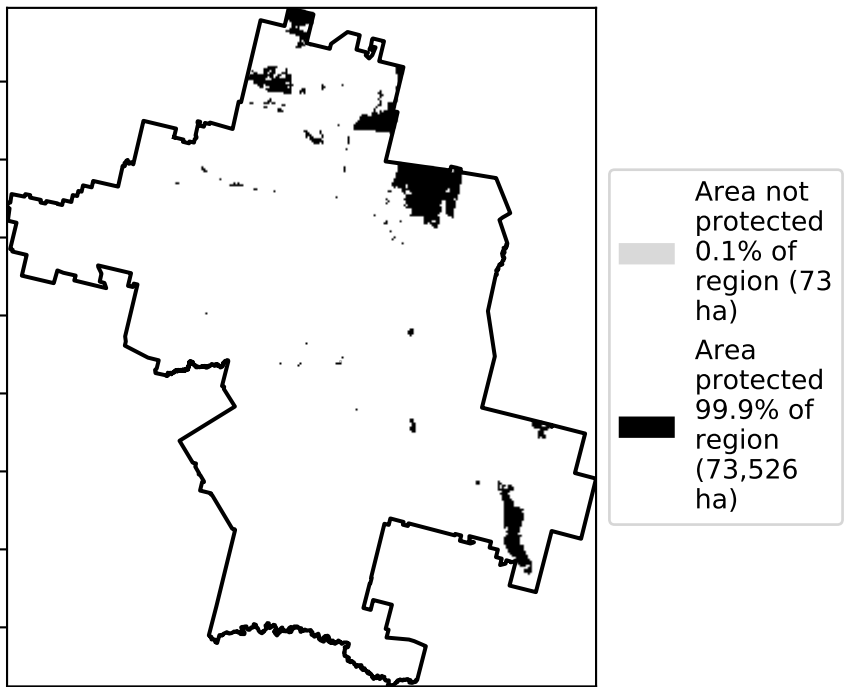 Area not
protected
0.1% of
region (73
ha)
Area
protected
99.9% of
region
(73,526
ha)